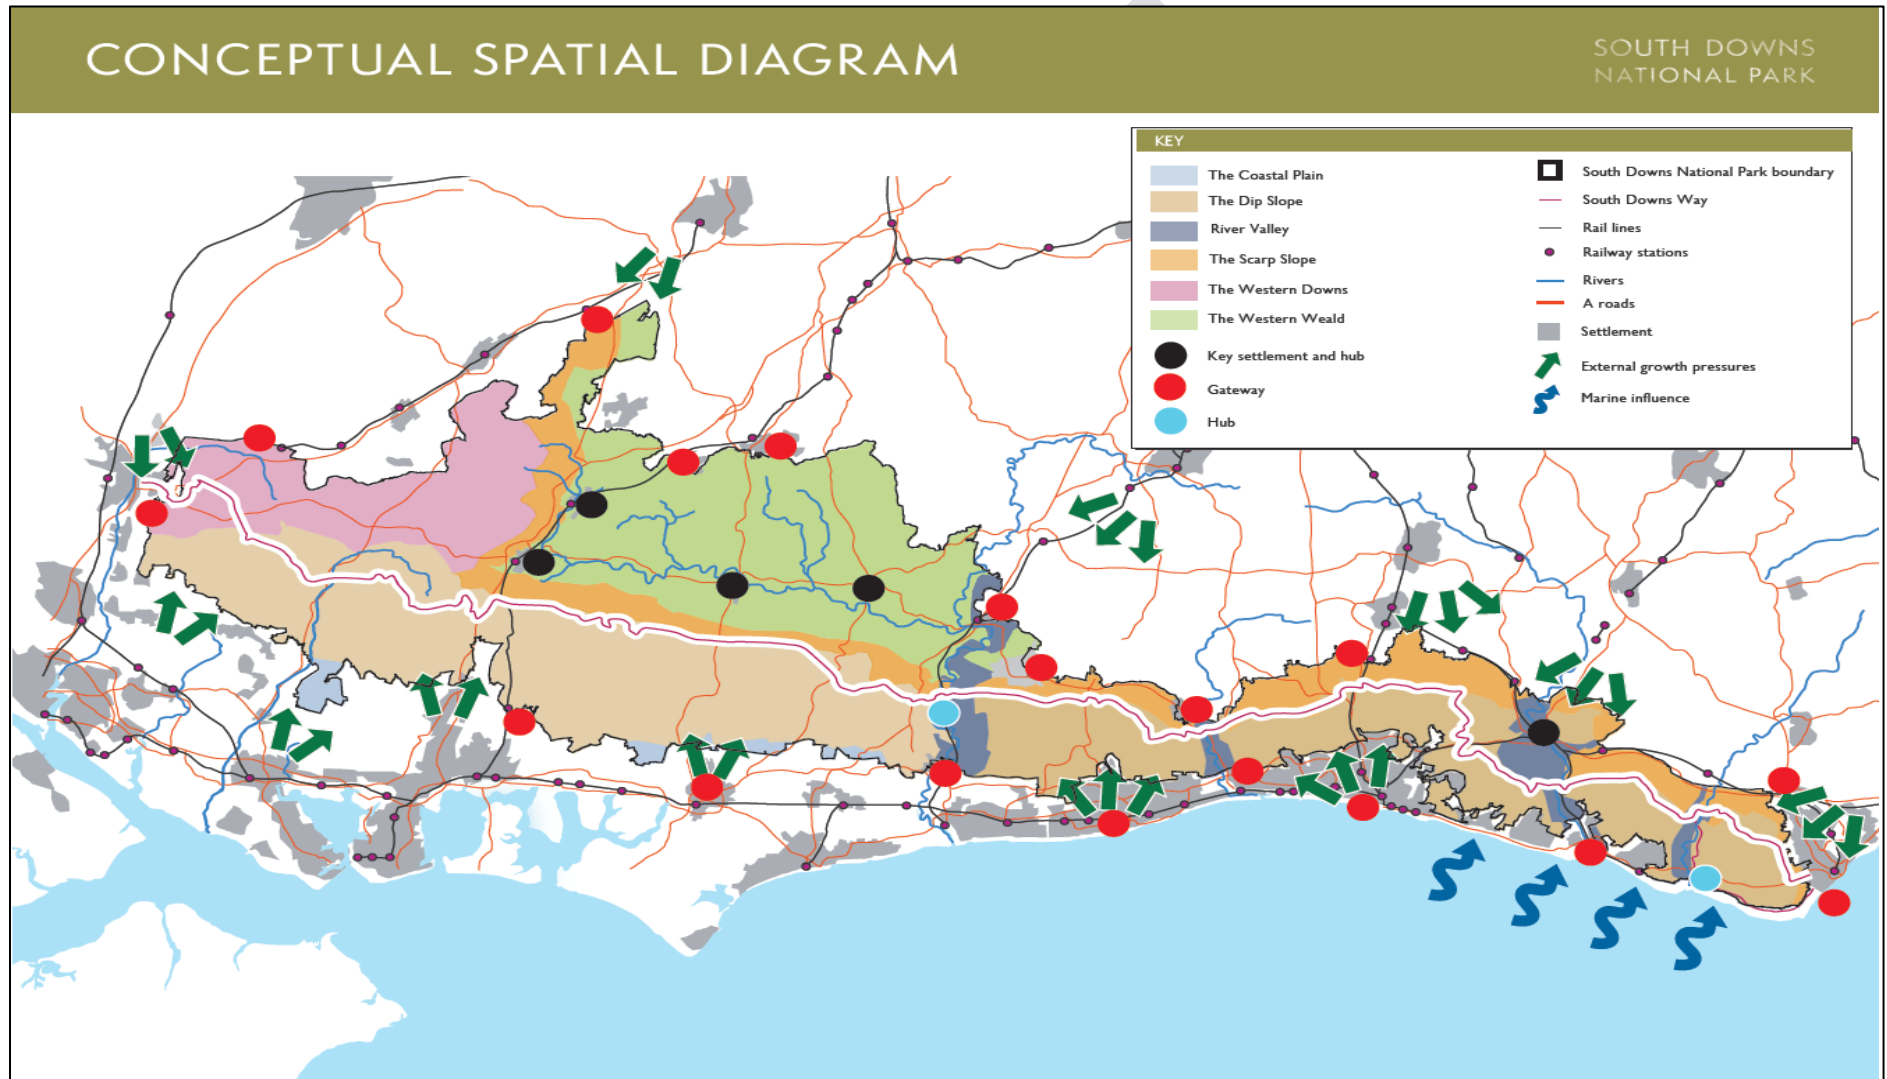 CONCEPTUAL SPATIAL DIAGRAM
SOUTH DOWNS
NATIONAL PARK
KEY
The Coastal Plain
The Dip Slope
River Valley
The Scarp Slope
The Western Downs
The Western Weald
Key settlement and hub
Gateway
Hub
South Downs National Park boundary
South Downs Way
Rail lines
Railway stations
Rivers
A roads
Settlement
External growth pressures
Marine influence